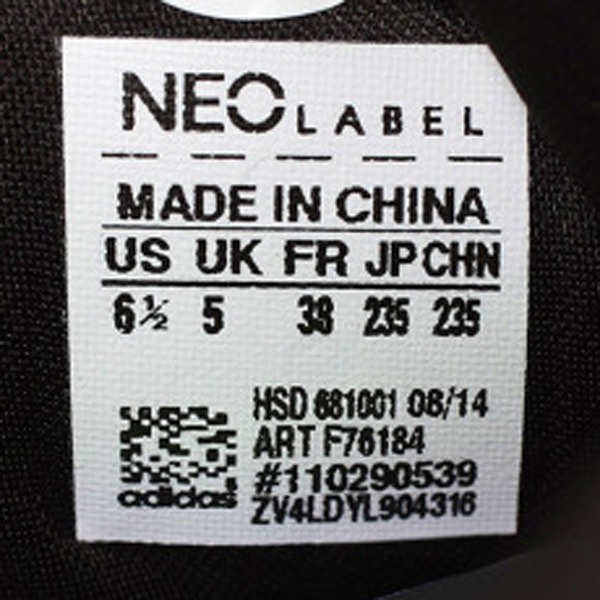 NEO LABEL
MADE IN CHINA
US UK FR JP CHN
6½ 5 38 235 235
HSD 681001 08/14
ART F76184
#110290539
ZV4LDYL904316
adidas